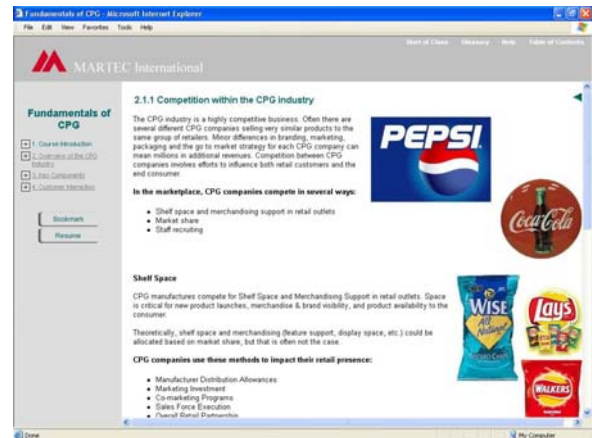 Fundamentals of CPG - Microsoft Internet Explorer
File Edit View Favorites Tools Help
Start of Class Glossary Help Table of Contents
MARTEC International
Fundamentals of
CPG
1. Course Introduction
2. Overview of the CPG
Industry
3. Key Components
4. Customer Interaction
Bookmark
Resume
2.1.1 Competition within the CPG industry
The CPG industry is a highly competitive business. Often there are
several different CPG companies selling very similar products to the
same group of retailers. Minor differences in branding, marketing,
packaging and the go to market strategy for each CPG company can
mean millions in additional revenues. Competition between CPG
companies involves efforts to influence both retail customers and the
end consumer.
In the marketplace, CPG companies compete in several ways:
Shelf space and merchandising support in retail outlets
Market share
Staff recruiting
PEPSI
Coca-Cola
Shelf Space
CPG manufactures compete for Shelf Space and Merchandising Support in retail outlets. Space
is critical for new product launches, merchandise & brand visibility, and product availability to the
consumer.
Theoretically, shelf space and merchandising (feature support, display space, etc.) could be
allocated based on market share, but that is often not the case.
CPG companies use these methods to impact their retail presence:
Manufacturer Distribution Allowances
Marketing Investment
Co-marketing Programs
Sales Force Execution
Overall Retail Partnership
WISE
All
Natural
POTATO CHIPS
Lays
WALKERS
Done
My Computer